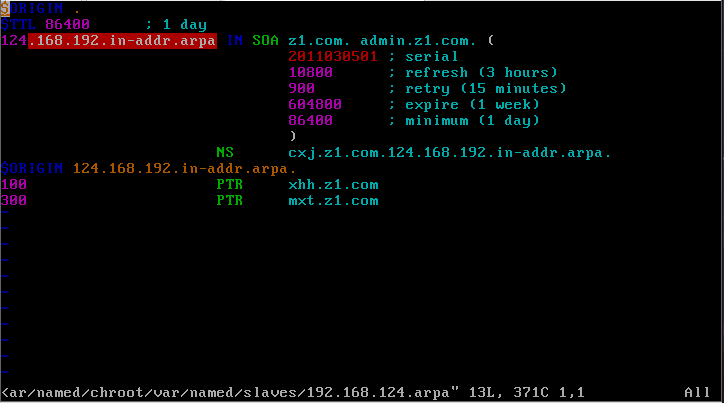 $ORIGIN .
$TTL 86400 ; 1 day
124.168.192.in-addr.arpa IN SOA z1.com. admin.z1.com. (
2011030501 ; serial
10800 ; refresh (3 hours)
900 ; retry (15 minutes)
604800 ; expire (1 week)
86400 ; minimum (1 day)
)
NS cxj.z1.com.124.168.192.in-addr.arpa.
$ORIGIN 124.168.192.in-addr.arpa.
100 PTR xhh.z1.com
300 PTR mxt.z1.com
~
~
~
~
~
~
~
~
~
~
~
<ar/named/chroot/var/named/slaves/192.168.124.arpa" 13L, 371C 1,1 All